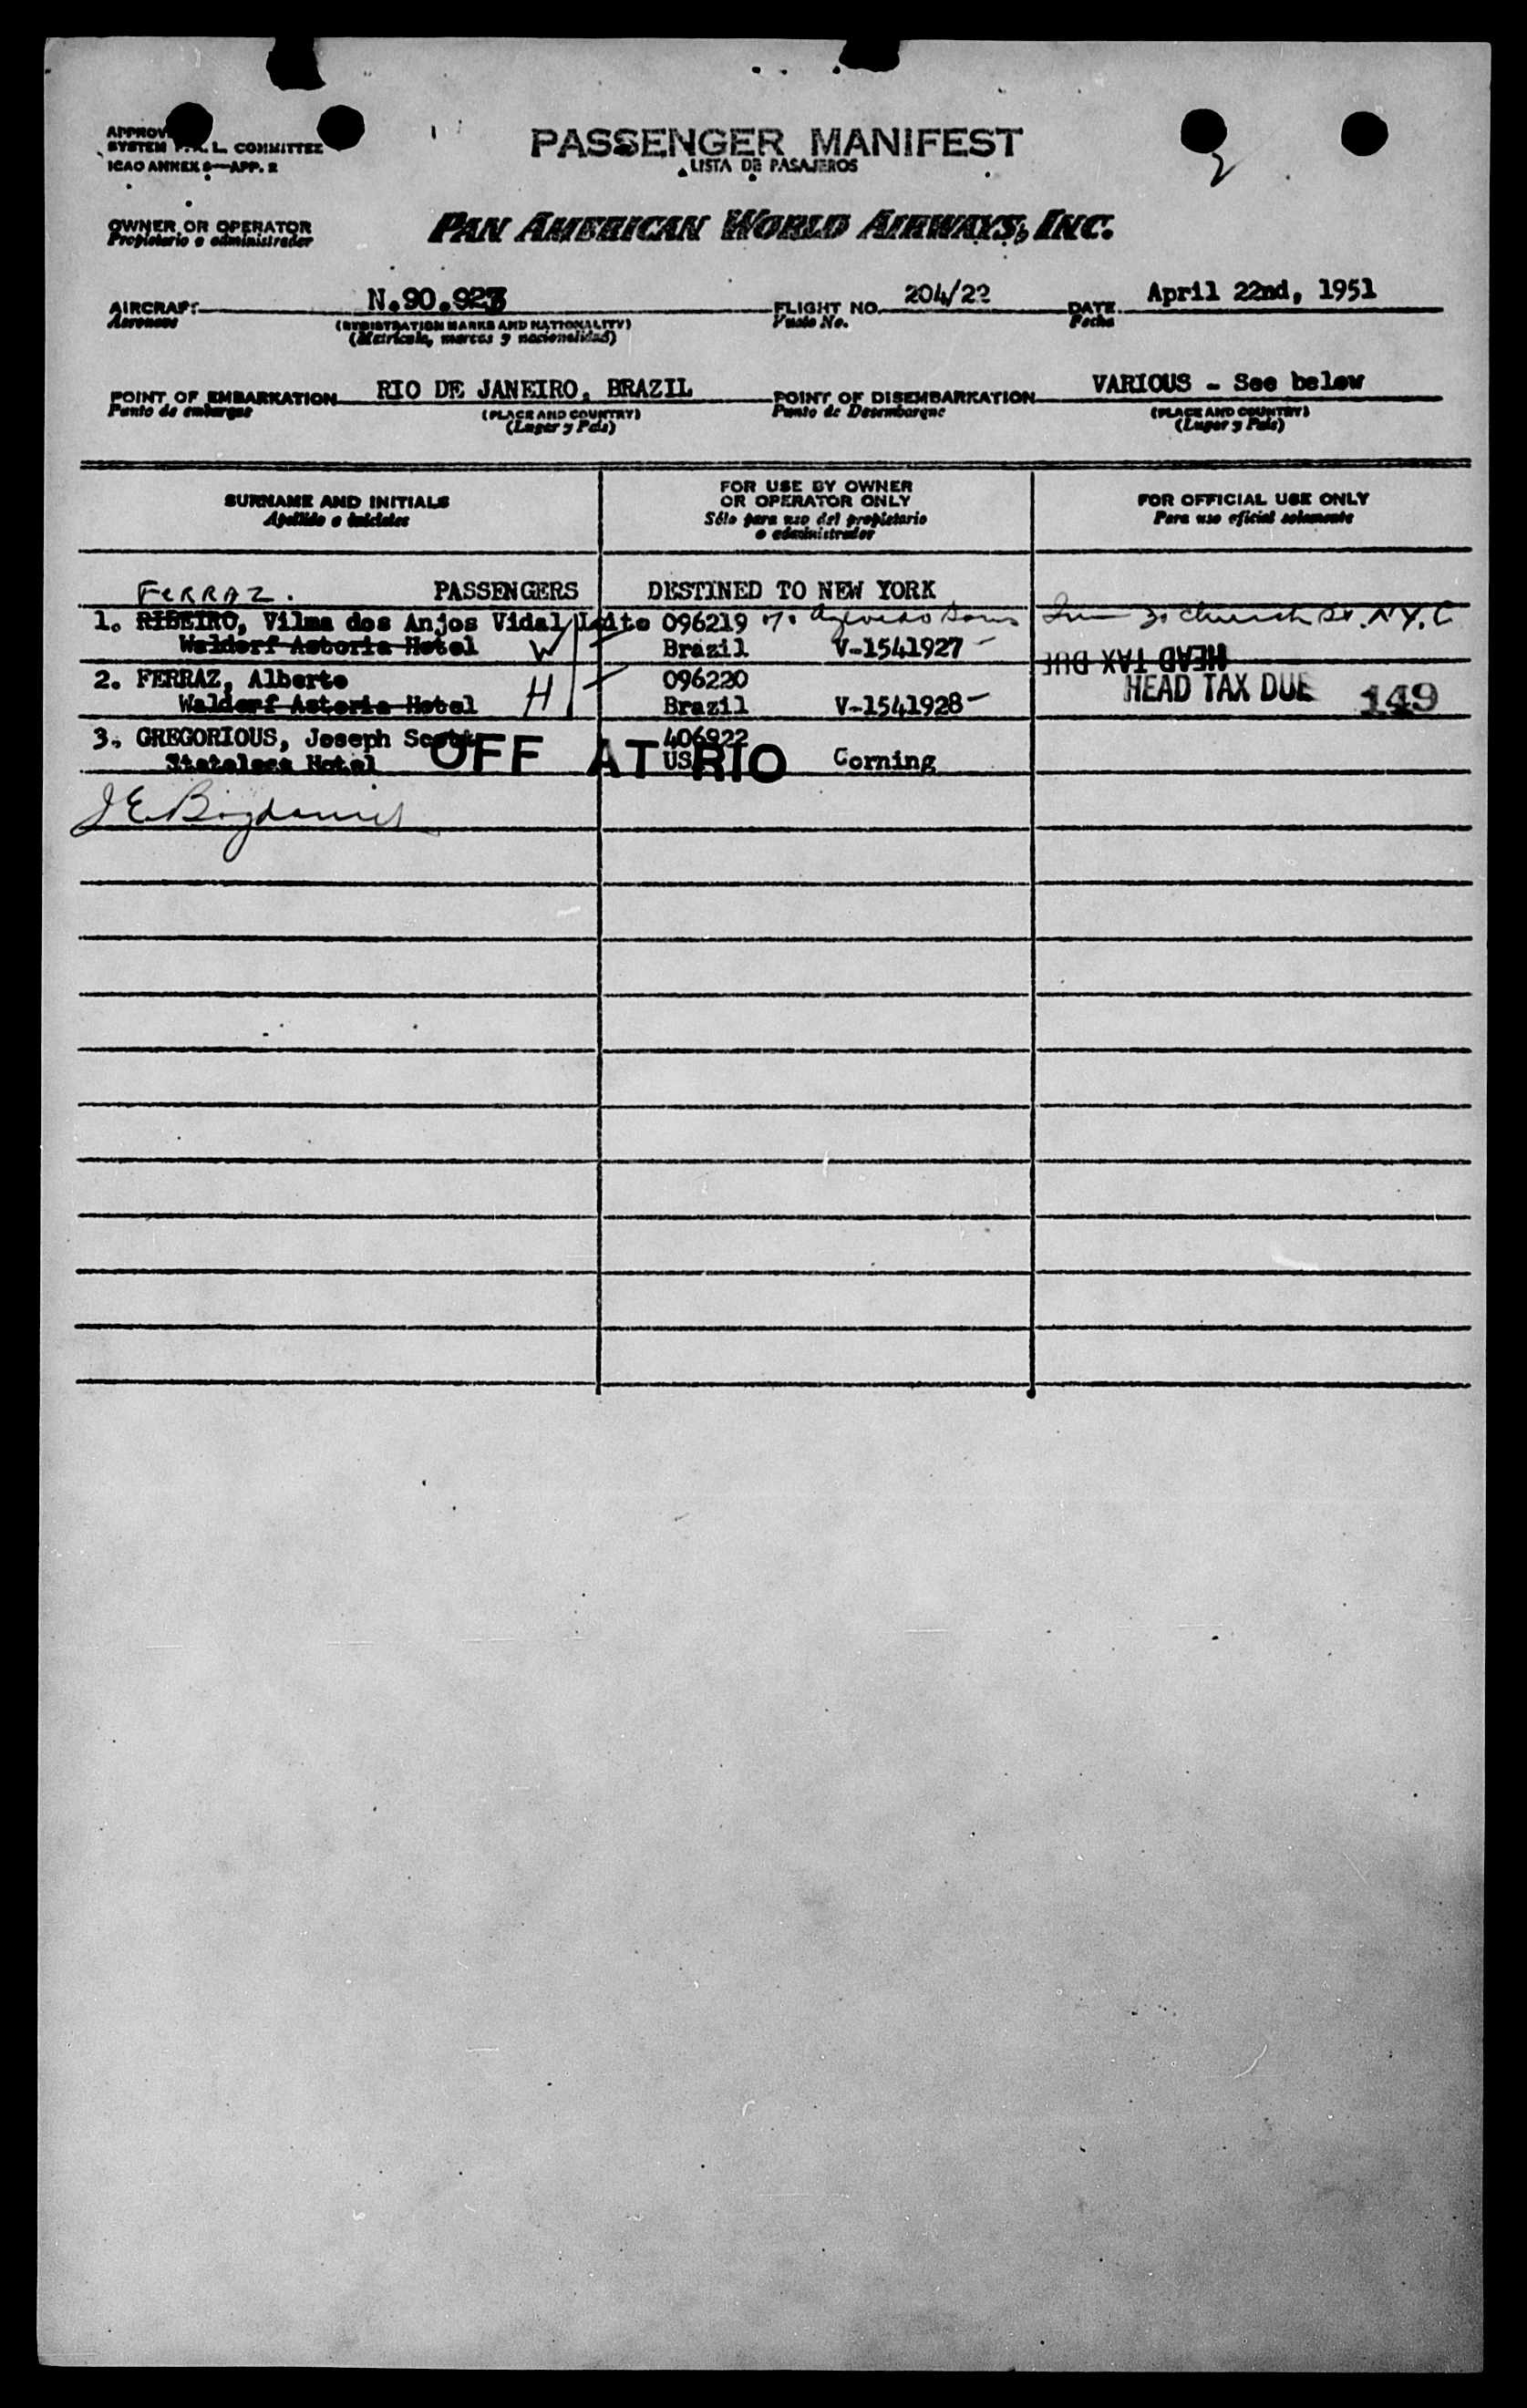 PASSENGER MANIFEST
LISTA DE PASAJEROS
SYSTEM F.A.L. COMMITTEE
ICAO ANNEX 9—APP. 2
2
OWNER OR OPERATOR
Propietario o administrador
PAN AMERICAN WORLD AIRWAYS, INC.
AIRCRAFT N.90.923 FLIGHT NO. 204/22 DATE April 22nd, 1951
Aeronave (REGISTRATION MARKS AND NATIONALITY) Vuelo No. Fecha
(Matrícula, marcas y nacionalidad)
POINT OF EMBARKATION RIO DE JANEIRO, BRAZIL POINT OF DISEMBARKATION VARIOUS - See below
Punto de embarque (PLACE AND COUNTRY) Punto de Desembarque (PLACE AND COUNTRY)
(Lugar y País) (Lugar y País)
SURNAME AND INITIALS
Apellido e iniciales
FOR USE BY OWNER
OR OPERATOR ONLY
Sólo para uso del propietario
o administrador
FOR OFFICIAL USE ONLY
Para uso oficial solamente
FERRAZ. PASSENGERS DESTINED TO NEW YORK
1. RIBEIRO, Vilma dos Anjos Vidal Leite 096219 30 Church St. N.Y.C
Waldorf Astoria Hotel W Brazil V-1541927 HEAD TAX DUE
2. FERRAZ, Alberto H 096220 HEAD TAX DUE 149
Waldorf Astoria Hotel Brazil V-1541928
3. GREGORIOUS, Joseph Scott 406922
Hotel OFF AT RIO US Corning